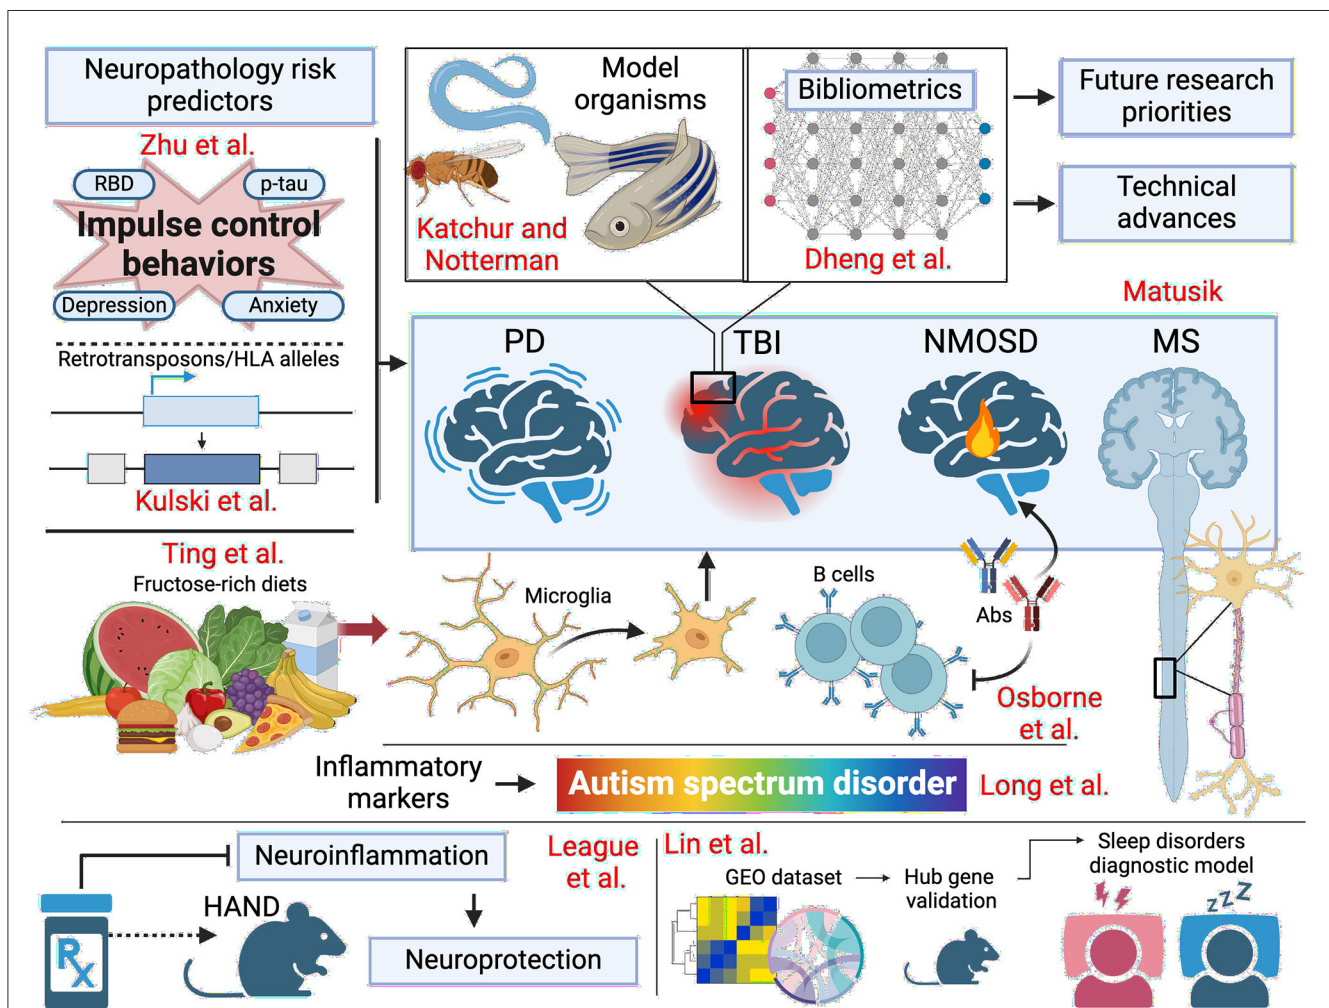 Neuropathology risk
predictors
Zhu et al.
RBD
p-tau
Impulse control
behaviors
Depression
Anxiety
Retrotransposons/HLA alleles
Kulski et al.
Model
organisms
Katchur and
Notterman
Bibliometrics
Dheng et al.
Future research
priorities
Technical
advances
Matusik
PD
TBI
NMOSD
MS
Ting et al.
Fructose-rich diets
Microglia
B cells
Abs
Osborne
et al.
Inflammatory
markers
Autism spectrum disorder
Long et al.
Neuroinflammation
League
et al.
HAND
Rx
Neuroprotection
Lin et al.
GEO dataset
Hub gene
validation
Sleep disorders
diagnostic model
zZZ